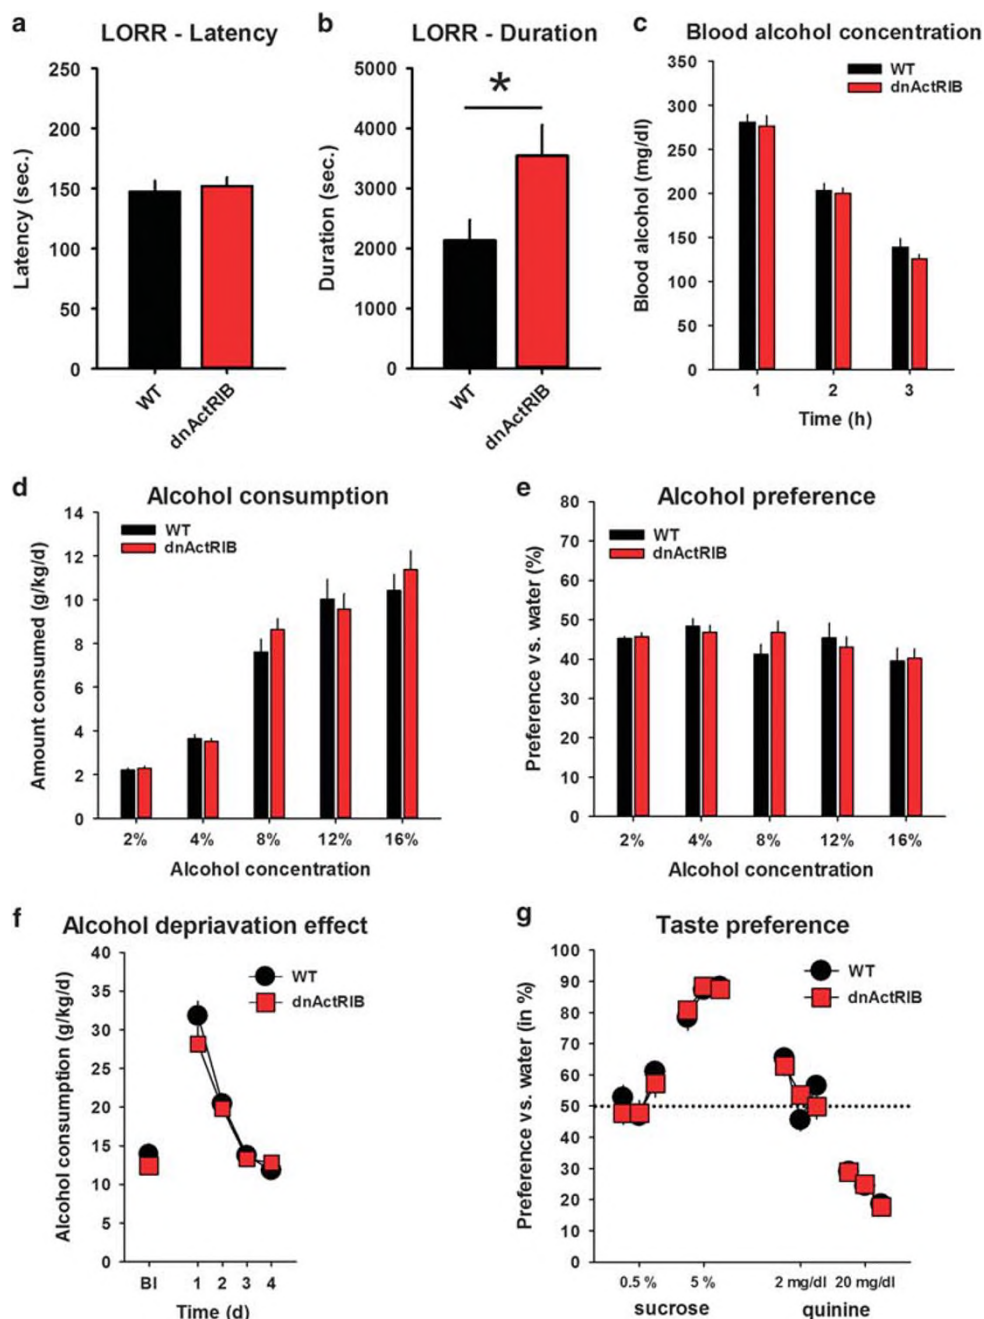 a
LORR - Latency
250
200
150
100
50
0
Latency (sec.)
WT
dnActRIB
b
LORR - Duration
5000
4000
3000
2000
1000
0
Duration (sec.)
*
WT
dnActRIB
c
Blood alcohol concentration
350
300
250
200
150
100
50
0
Blood alcohol (mg/dl)
WT
dnActRIB
1 2 3
Time (h)
d
Alcohol consumption
14
12
10
8
6
4
2
0
Amount consumed (g/kg/d)
WT
dnActRIB
2% 4% 8% 12% 16%
Alcohol concentration
e
Alcohol preference
80
70
60
50
40
30
20
10
0
Preference vs. water (%)
WT
dnActRIB
2% 4% 8% 12% 16%
Alcohol concentration
f
Alcohol depriavation effect
40
35
30
25
20
15
10
5
0
Alcohol consumption (g/kg/d)
WT
dnActRIB
BI 1 2 3 4
Time (d)
g
Taste preference
100
90
80
70
60
50
40
30
20
10
0
Preference vs. water (in %)
WT
dnActRIB
0.5 % 5 % 2 mg/dl 20 mg/dl
sucrose quinine